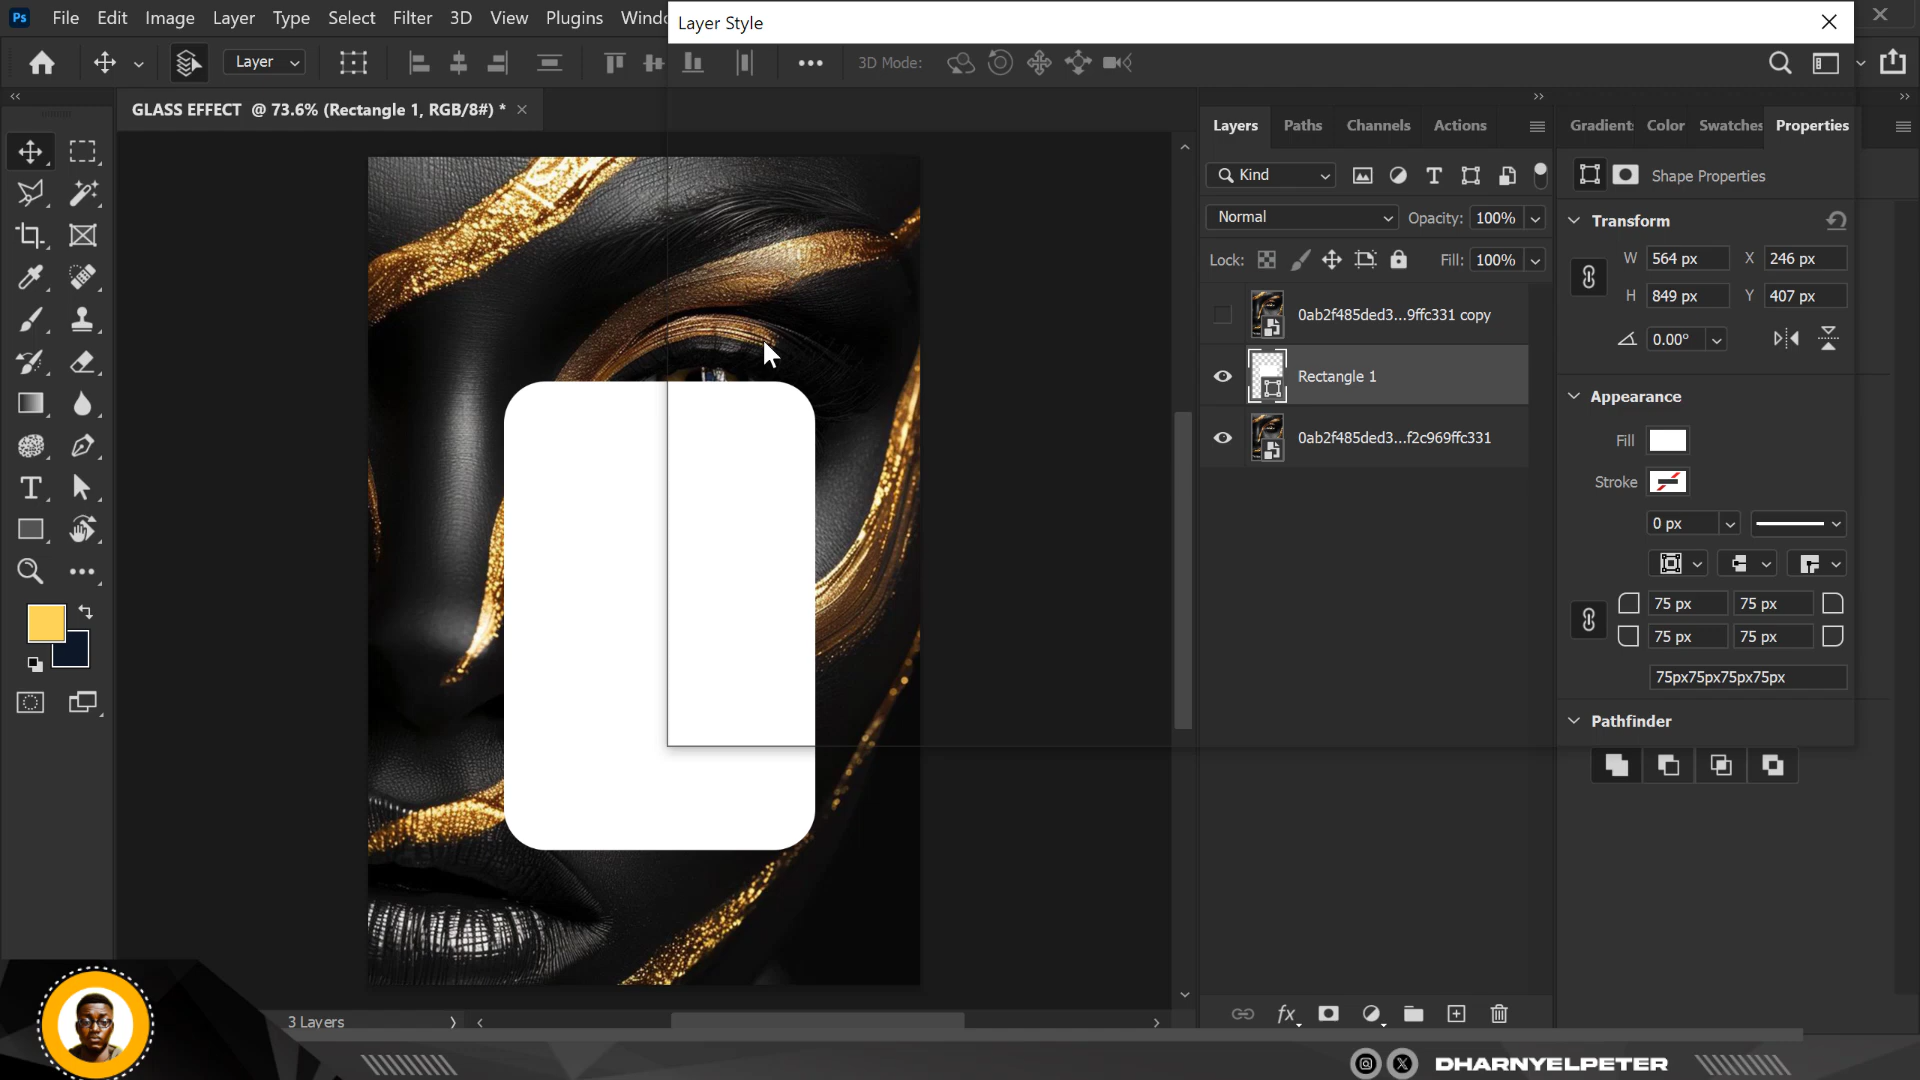 Ps File Edit Image Layer Type Select Filter 3D View Plugins
Layer Style
Layer
3D Mode:
GLASS EFFECT @ 73.6% (Rectangle 1, RGB/8#) *
Layers Paths Channels Actions
Color Swatches Properties
Kind
Shape Properties
Normal Opacity: 100%
Transform
Lock: Fill: 100%
W 564 px X 246 px
H 849 px Y 407 px
0ab2f485ded3...9ffc331 copy
0.00°
Rectangle 1
Appearance
0ab2f485ded3...f2c969ffc331
Fill
Stroke
0 px
75 px 75 px
75 px 75 px
75px75px75px75px
Pathfinder
T
fx
3 Layers
DHARNYELPETER